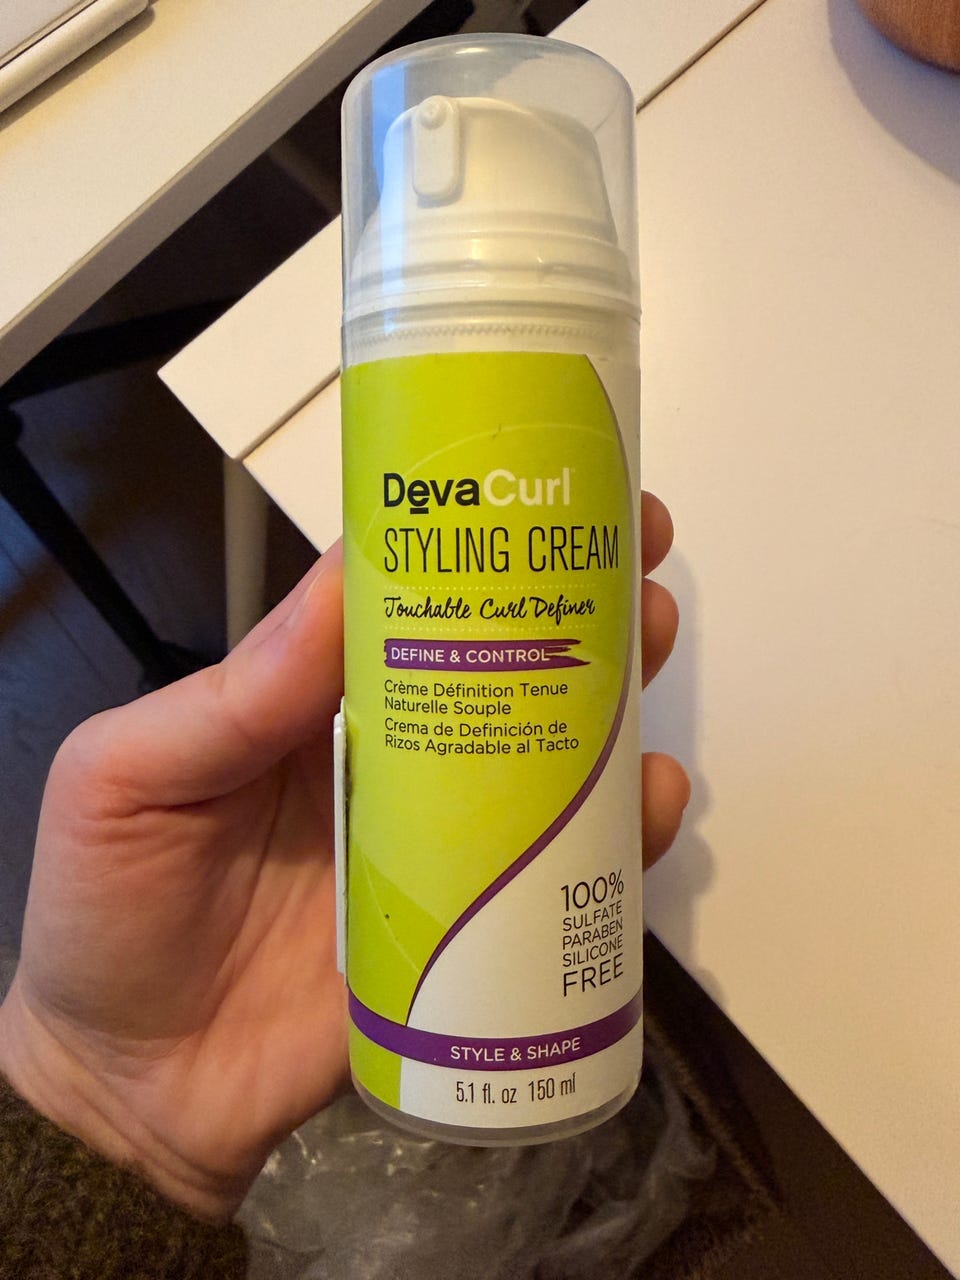 DevaCurl
STYLING CREAM
Touchable Curl Definer
DEFINE & CONTROL
Crème Définition Tenue
Naturelle Souple
Crema de Definición de
Rizos Agradable al Tacto
100%
SULFATE
PARABEN
SILICONE
FREE
STYLE & SHAPE
5.1 fl. oz 150 ml